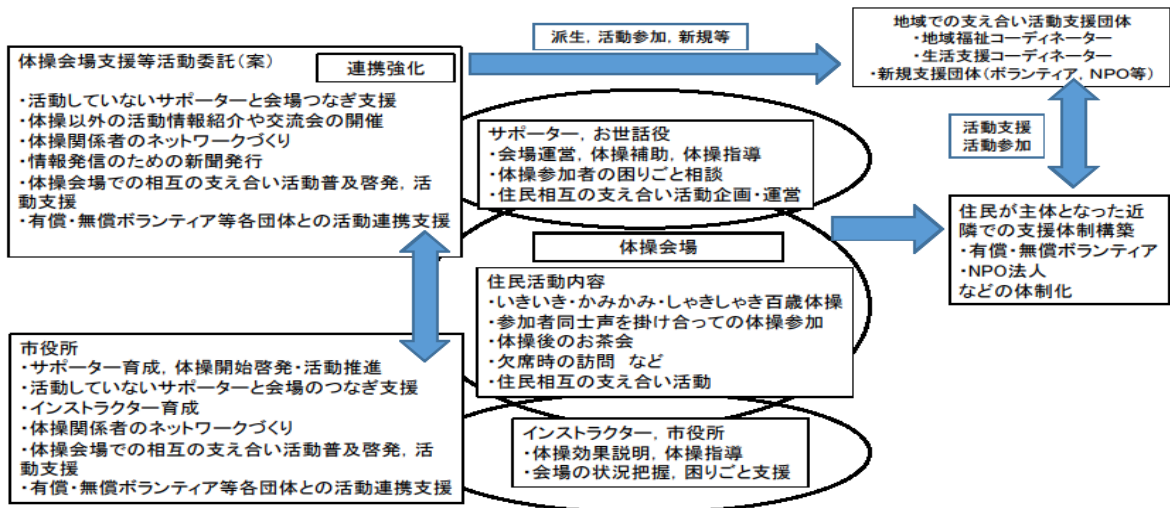 体操会場支援等活動委託（案）
連携強化
・活動していないサポーターと会場つなぎ支援
・体操以外の活動情報紹介や交流会の開催
・体操関係者のネットワークづくり
・情報発信のための新聞発行
・体操会場での相互の支え合い活動普及啓発，活
動支援
・有償・無償ボランティア等各団体との活動連携支援
派生，活動参加，新規等
地域での支え合い活動支援団体
・地域福祉コーディネーター
・生活支援コーディネーター
・新規支援団体（ボランティア，NPO等）
活動支援
活動参加
サポーター，お世話役
・会場運営，体操補助，体操指導
・体操参加者の困りごと相談
・住民相互の支え合い活動企画・運営
体操会場
住民活動内容
・いきいき・かみかみ・しゃきしゃき百歳体操
・参加者同士声を掛け合っての体操参加
・体操後のお茶会
・欠席時の訪問　など
・住民相互の支え合い活動
住民が主体となった近
隣での支援体制構築
・有償・無償ボランティア
・NPO法人
などの体制化
市役所
・サポーター育成，体操開始啓発・活動推進
・活動していないサポーターと会場のつなぎ支援
・インストラクター育成
・体操関係者のネットワークづくり
・体操会場での相互の支え合い活動普及啓発，活
動支援
・有償・無償ボランティア等各団体との活動連携支援
インストラクター，市役所
・体操効果説明，体操指導
・会場の状況把握，困りごと支援